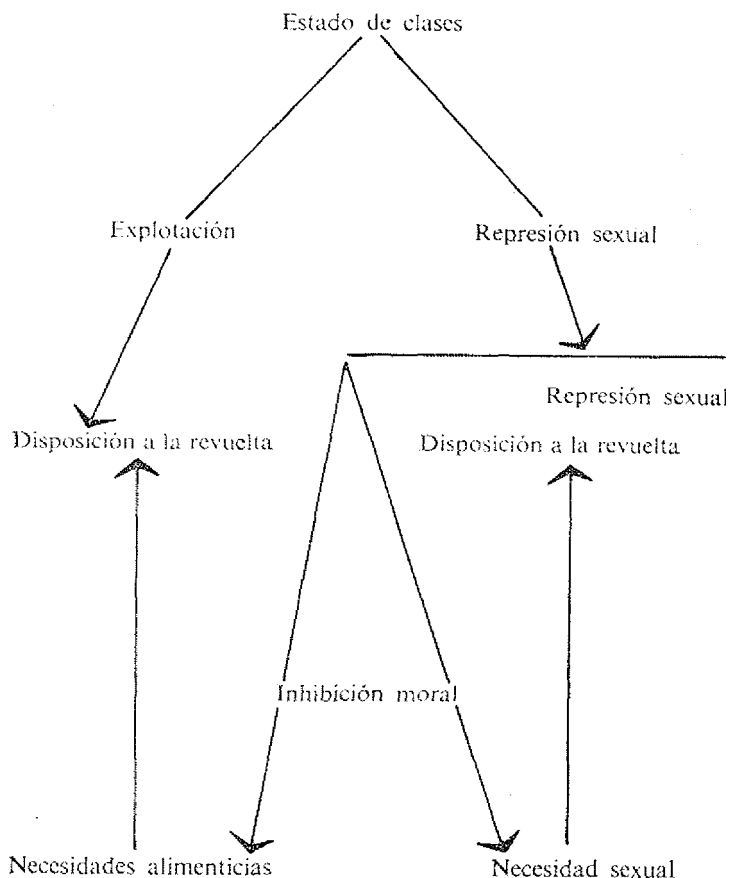 Estado de clases
Explotación
Represión sexual
Represión sexual
Disposición a la revuelta
Disposición a la revuelta
Inhibición moral
Necesidades alimenticias
Necesidad sexual